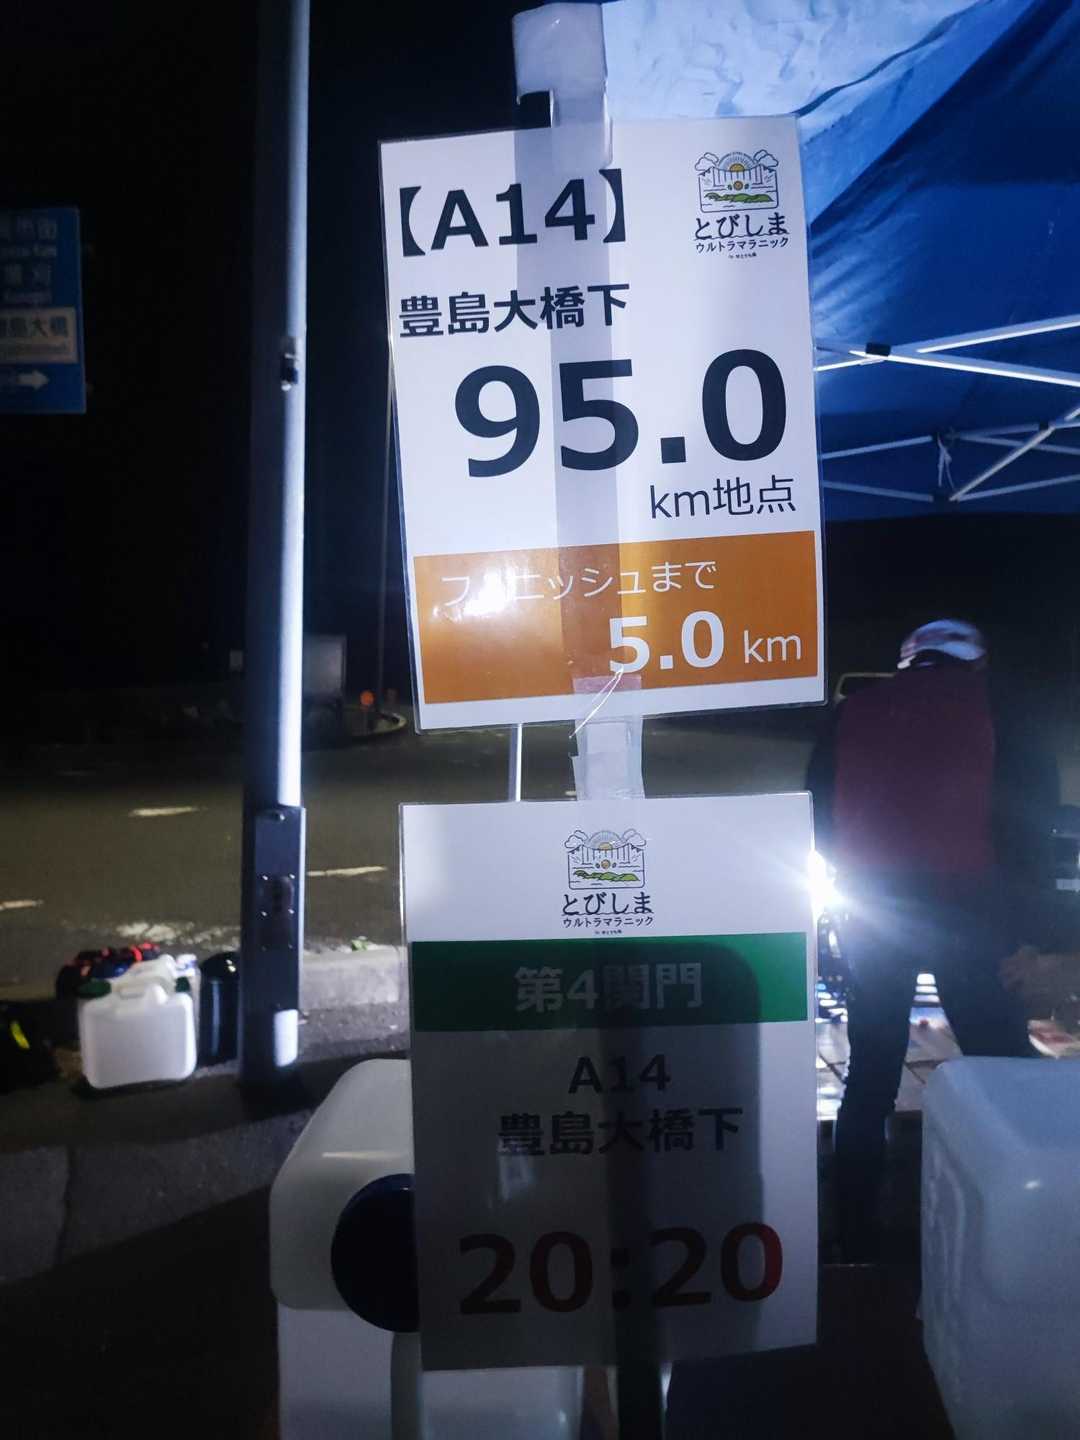 【A14】
とびしま
ウルトラマラニック
豊島大橋下
95.0
km地点
フィニッシュまで
5.0 km
とびしま
ウルトラマラニック
第4関門
A14
豊島大橋下
20:20
島大橋